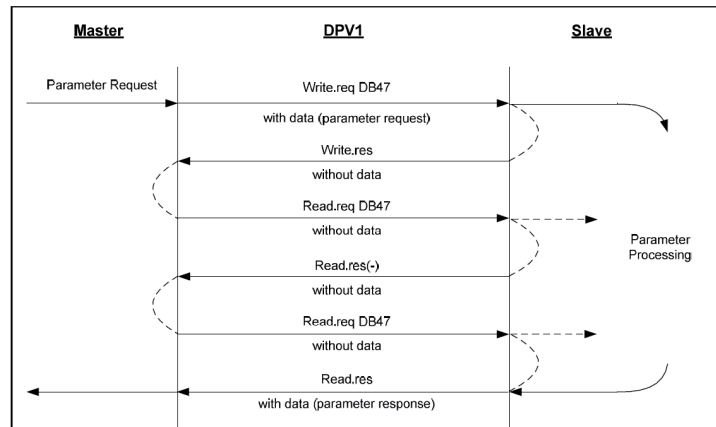 Master
DPV1
Slave
Parameter Request
Write.req DB47
with data (parameter request)
Write.res
without data
Read.req DB47
without data
Parameter
Processing
Read.res(-)
without data
Read.req DB47
without data
Read.res
with data (parameter response)